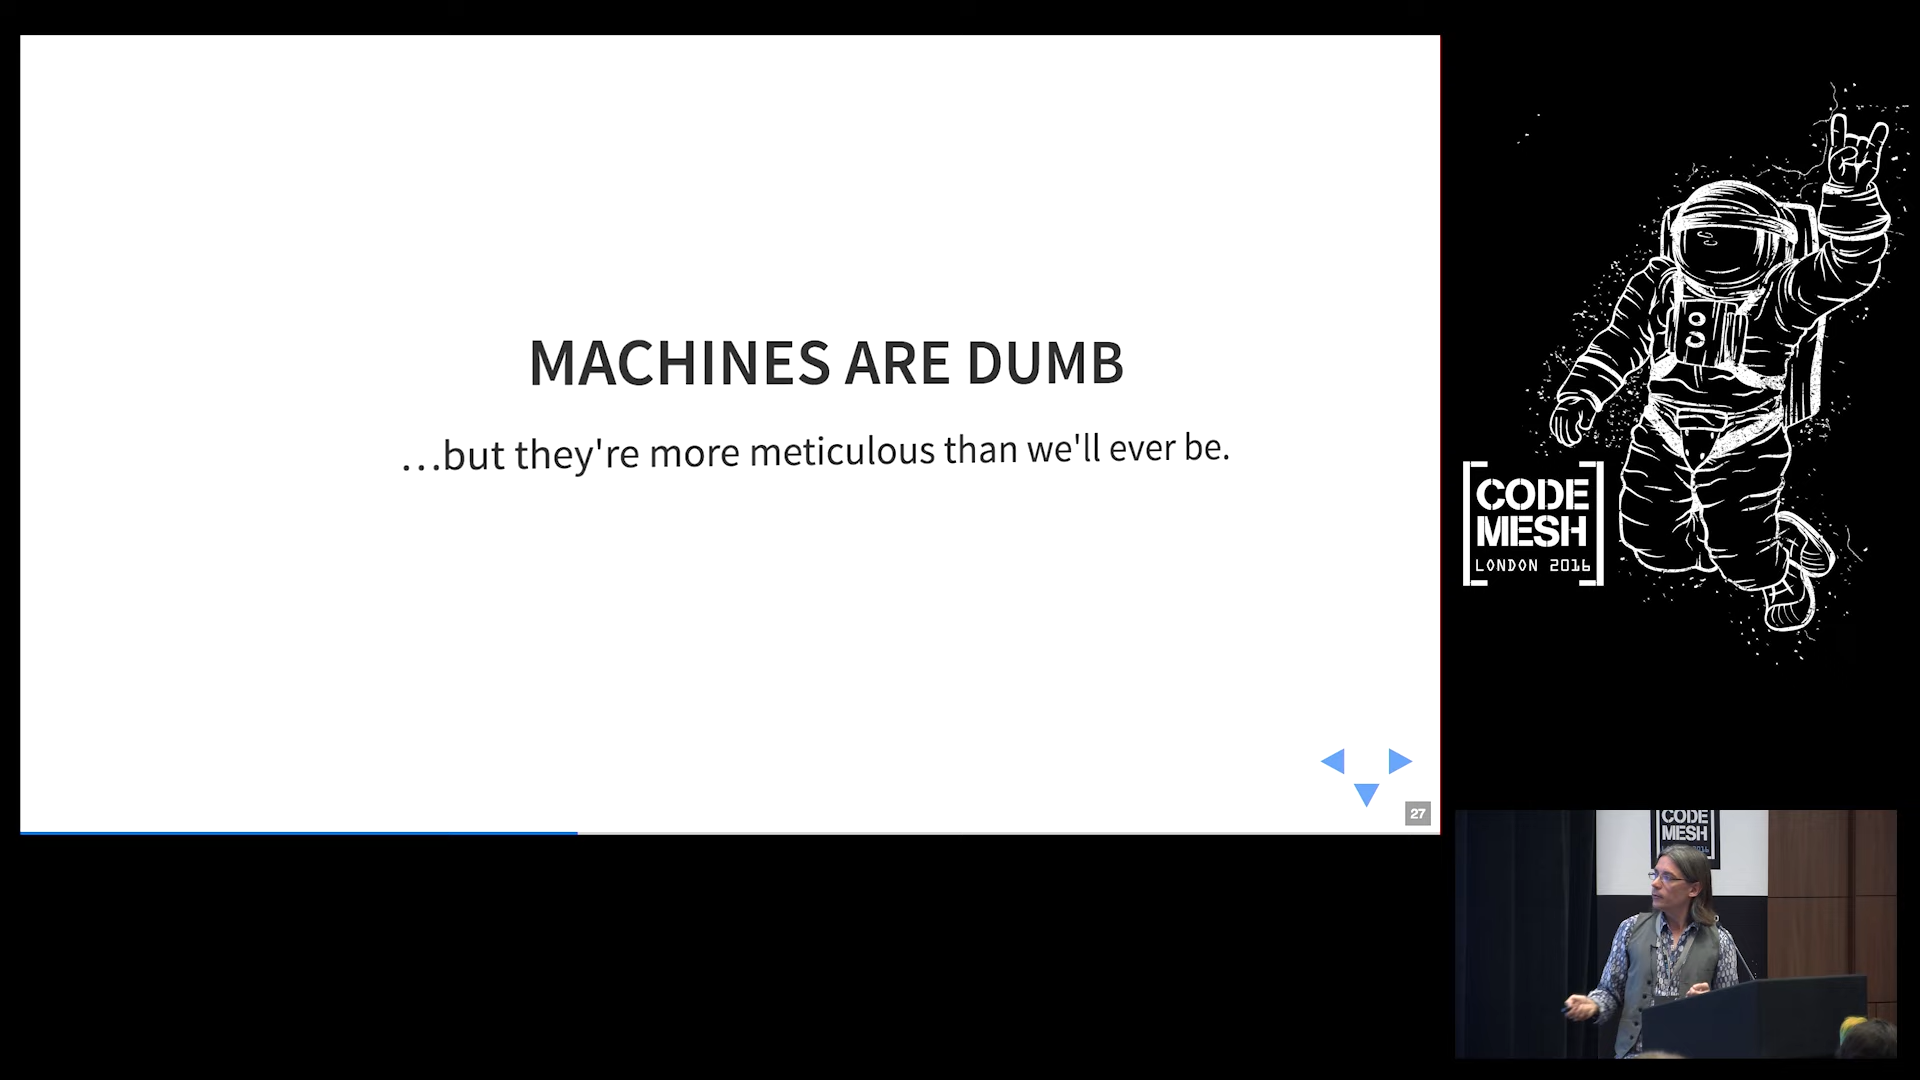 MACHINES ARE DUMB
…but they're more meticulous than we'll ever be.
27
CODE
MESH
LONDON 2016
CODE
MESH